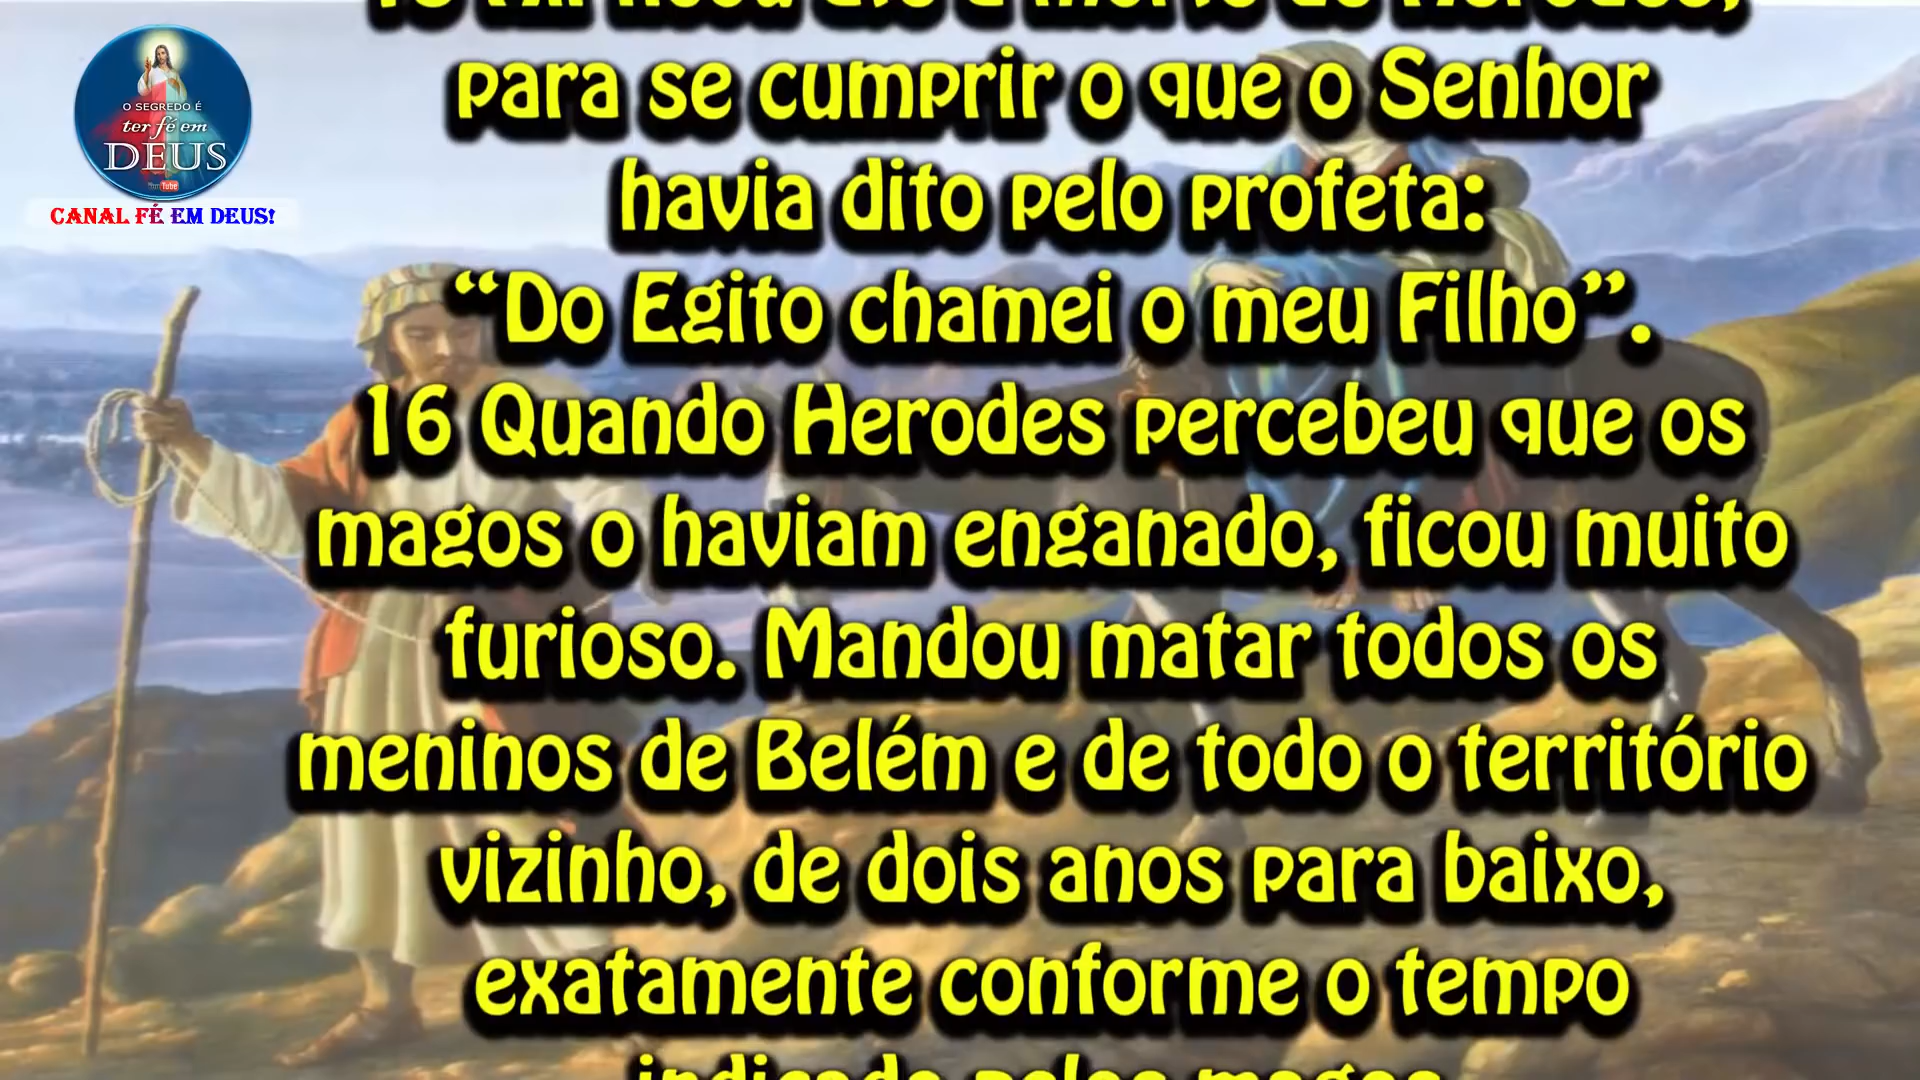 O SEGREDO É
ter fé em
DEUS
YouTube
CANAL FÉ EM DEUS!
para se cumprir o que o Senhor
havia dito pelo profeta:
“Do Egito chamei o meu Filho”.
16 Quando Herodes percebeu que os
magos o haviam enganado, ficou muito
furioso. Mandou matar todos os
meninos de Belém e de todo o território
vizinho, de dois anos para baixo,
exatamente conforme o tempo